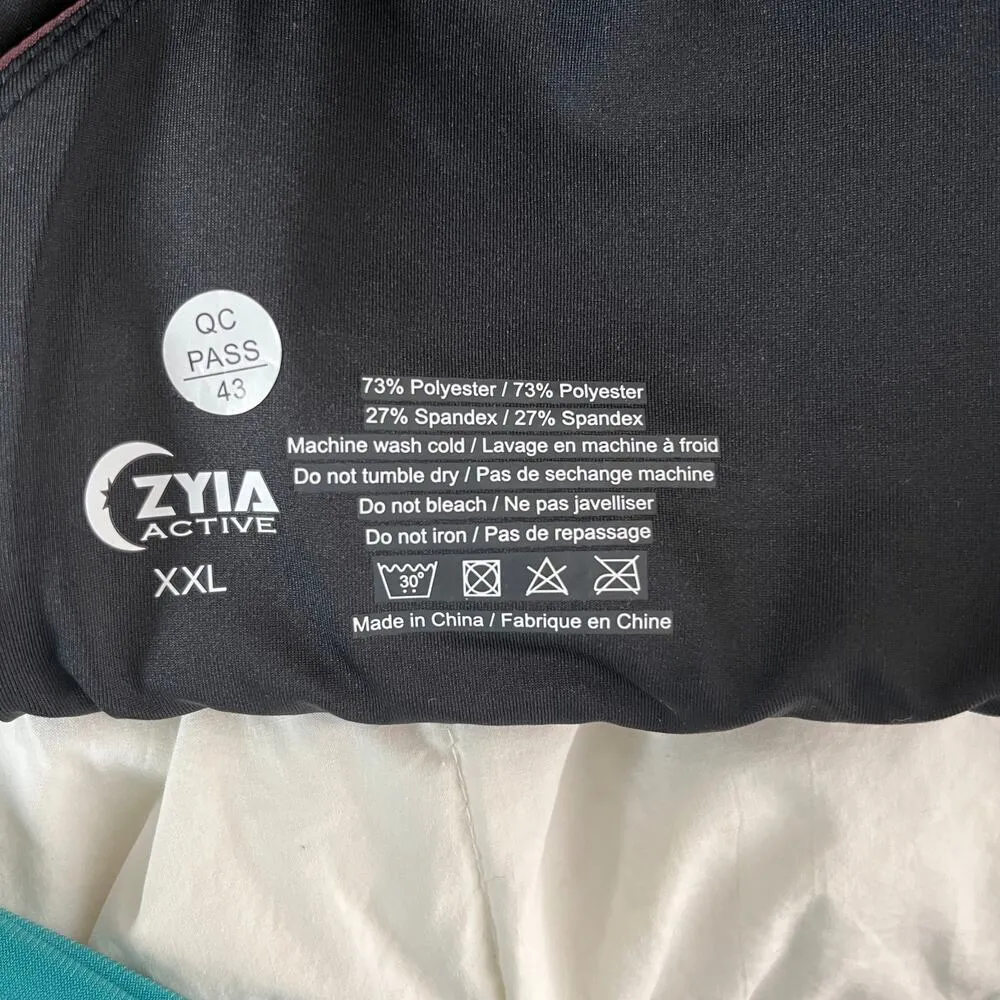 QC
PASS
43
ZYIA
ACTIVE
XXL
73% Polyester / 73% Polyester
27% Spandex / 27% Spandex
Machine wash cold / Lavage en machine à froid
Do not tumble dry / Pas de sechange machine
Do not bleach / Ne pas javelliser
Do not iron / Pas de repassage
30°
Made in China / Fabrique en Chine